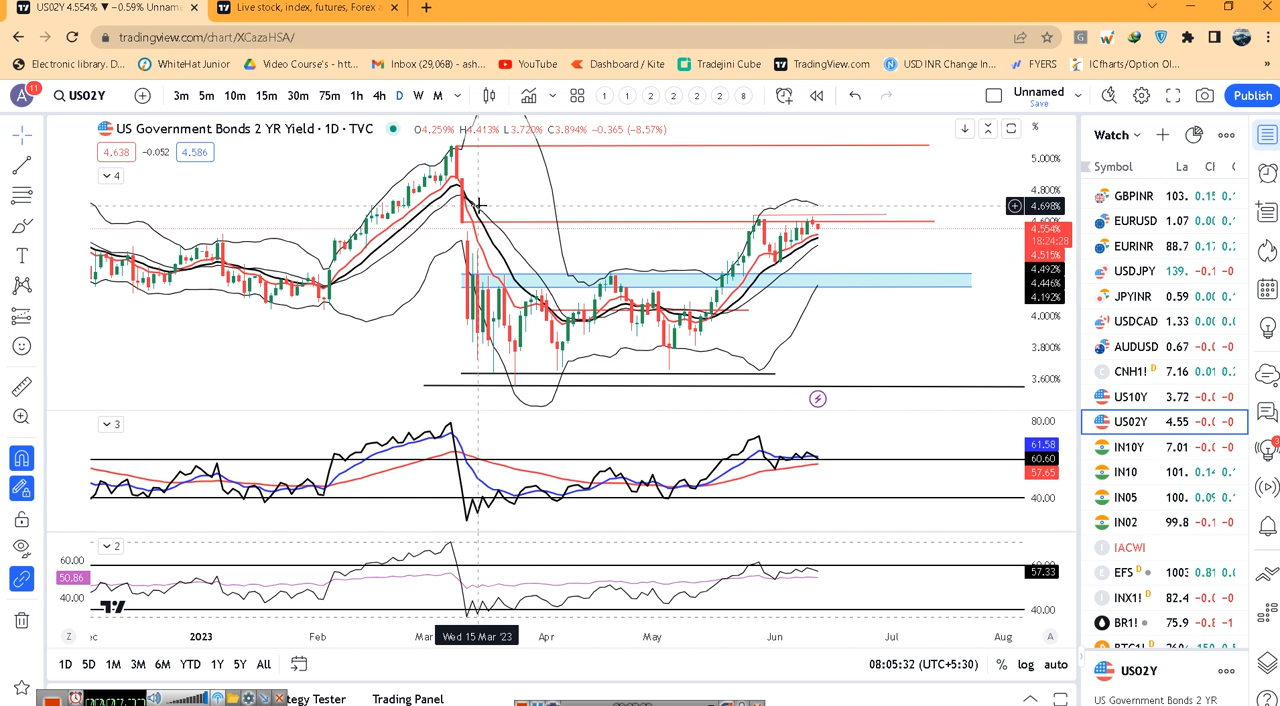 US02Y 4.554% ▼ −0.59% Unnam
Live stock, index, futures, Forex a
tradingview.com/chart/XCazaHSA/
Electronic library. D...
WhiteHat Junior
Video Course's - htt...
Inbox (29,068) - ash...
YouTube
Dashboard / Kite
Tradejini Cube
TradingView.com
USD INR Change In...
FYERS
ICfharts/Option Ol...
A 11
US02Y
3m 5m 10m 15m 30m 75m 1h 4h D W M
1 1 2 2 2 2 8
Unnamed
Save
Publish
US Government Bonds 2 YR Yield · 1D · TVC
O4.259% H4.413% L3.720% C3.894% −0.365 (−8.57%)
4.638 −0.052 4.586
4
%
5.000%
4.800%
4.698%
4.554%
18:24:28
4.515%
4.492%
4.446%
4.192%
4.000%
3.800%
3.600%
3
80.00
61.58
60.60
57.65
40.00
2
60.00
50.86
40.00
57.33
40.00
2023 Feb Mar Wed 15 Mar '23 Apr May Jun Jul Aug
Z
A
1D 5D 1M 3M 6M YTD 1Y 5Y All
08:05:32 (UTC+5:30)
% log auto
tegy Tester
Trading Panel
Watch
Symbol La
GBPINR 103.
EURUSD 1.07
EURINR 88.7
USDJPY 139.
JPYINR 0.59
USDCAD 1.33
AUDUSD 0.67
CNH1! D 7.16
US10Y 3.72
US02Y 4.55
IN10Y 7.01
IN10 101.
IN05 100.
IN02 99.8
IACWI
EFS D 100
INX1! 82.4
BR1! 75.9
US02Y
US Government Bonds 2 YR